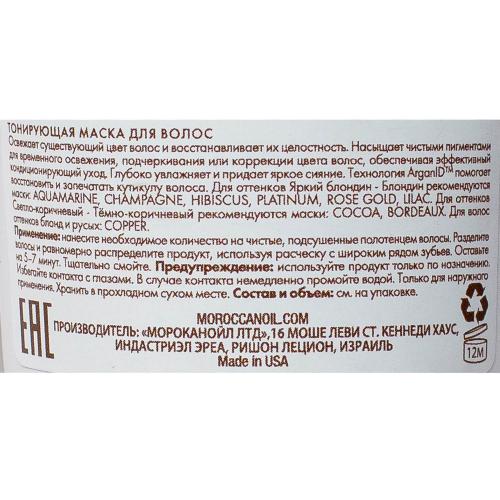 ТОНИРУЮЩАЯ МАСКА ДЛЯ ВОЛОС
Освежает существующий цвет волос и восстанавливает их целостность. Насыщает чистыми пигментами
для временного освежения, подчеркивания или коррекции цвета волос, обеспечивая эффективный
кондиционирующий уход. Глубоко увлажняет и придает яркое сияние. Технология ArganID™ помогает
восстановить и запечатать кутикулу волоса. Для оттенков Яркий блондин - Блондин рекомендуются
маски: AQUAMARINE, CHAMPAGNE, HIBISCUS, PLATINUM, ROSE GOLD, LILAC. Для оттенков
Светло-коричневый - Тёмно-коричневый рекомендуются маски: COCOA, BORDEAUX. Для волос
оттенков блонд и русых: COPPER.
Применение: нанесите необходимое количество на чистые, подсушенные полотенцем волосы. Разделите
волосы и равномерно распределите продукт, используя расческу с широким рядом зубьев. Оставьте
на 5-7 минут. Тщательно смойте. Предупреждение: используйте продукт только по назначению.
Избегайте контакта с глазами. В случае контакта немедленно промойте водой. Только для наружного
применения. Хранить в прохладном сухом месте. Состав и объем: см. на упаковке.
MOROCCANOIL.COM
ПРОИЗВОДИТЕЛЬ: «МОРОКАНОЙЛ ЛТД», 16 МОШЕ ЛЕВИ СТ. КЕННЕДИ ХАУС,
ИНДАСТРИЭЛ ЭРЕА, РИШОН ЛЕЦИОН, ИЗРАИЛЬ
Made in USA
EAC
12M